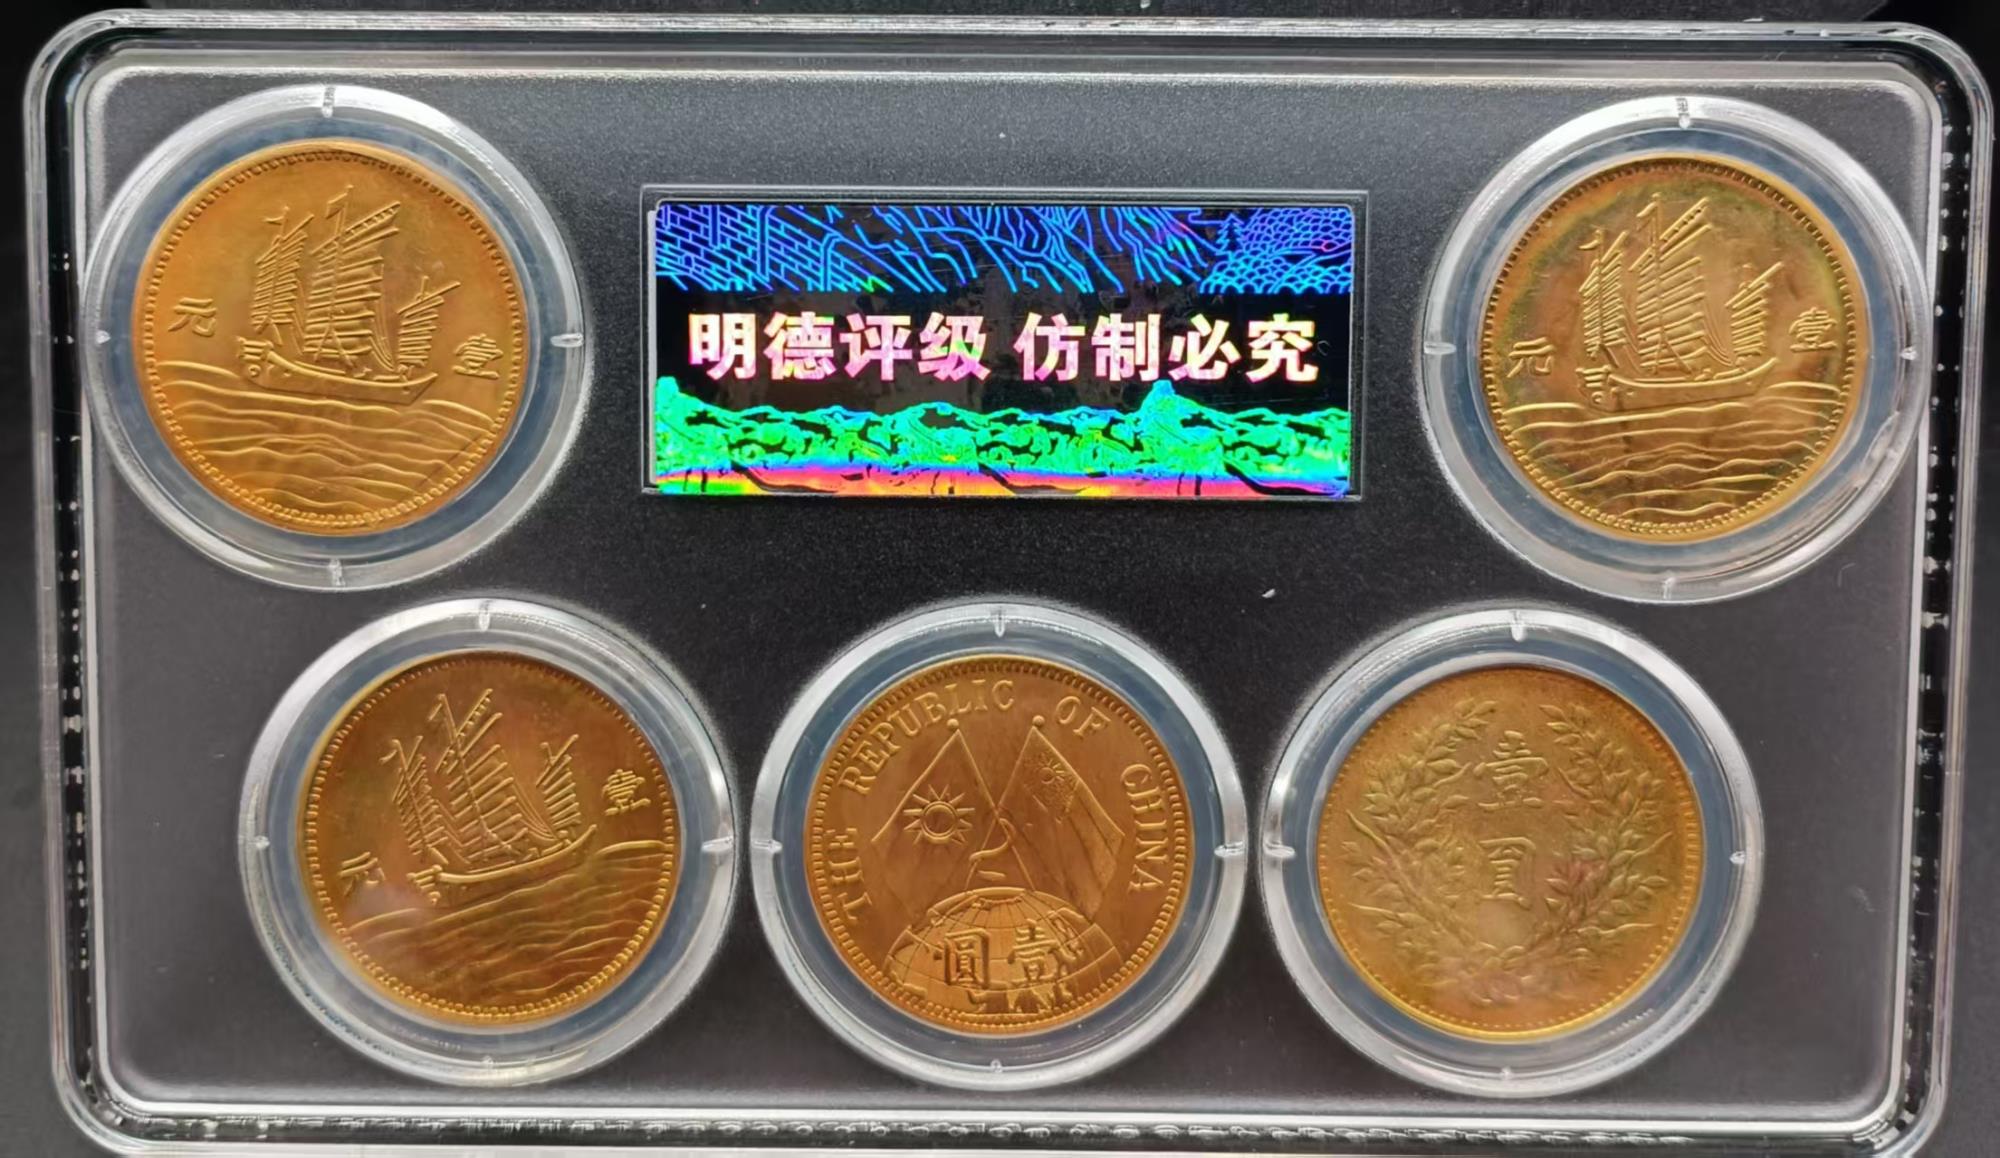 元 壹
明德评级 仿制必究
元 壹
元 壹
THE REPUBLIC OF CHINA
圓壹
壹
圓